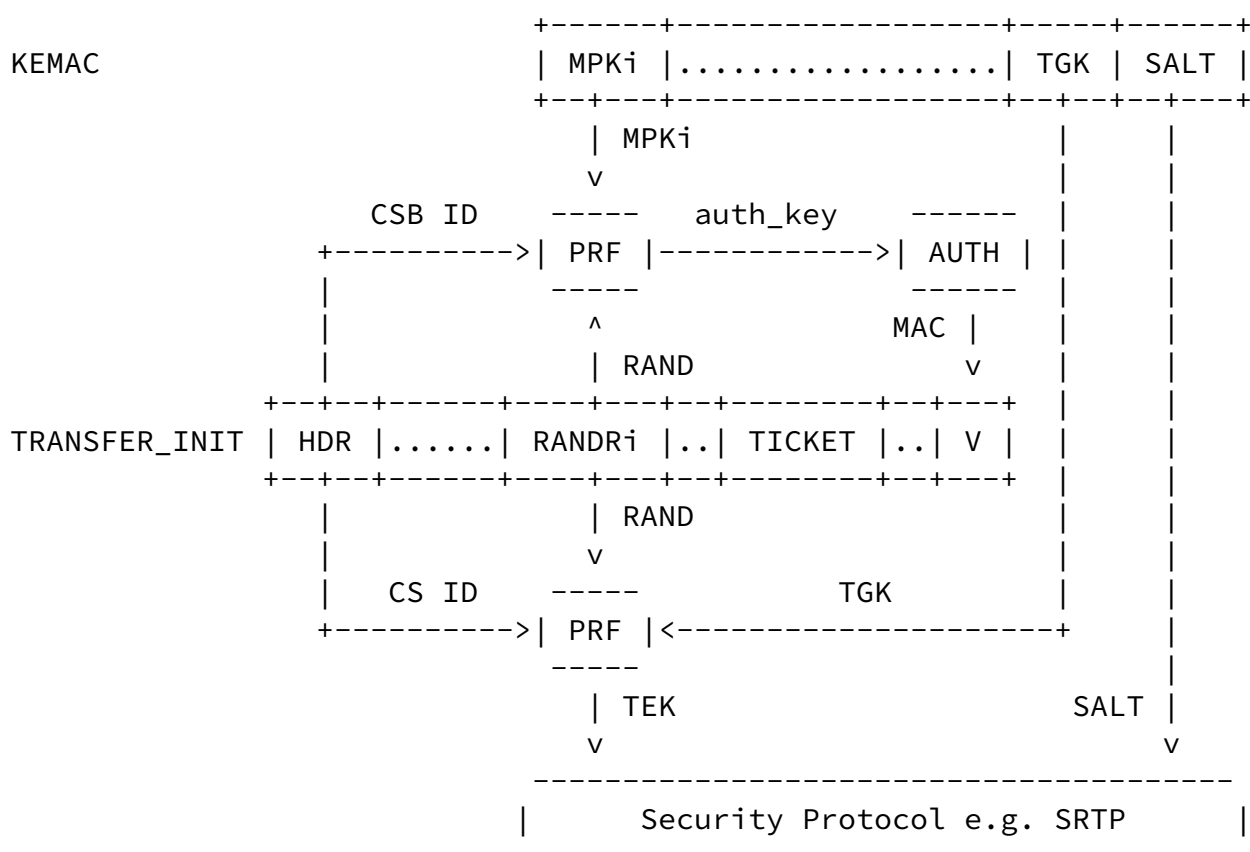 +------+------------------+-----+------+
KEMAC                        | MPKi |..................| TGK | SALT |
                             +--+---+------------------+--+--+--+---+
                                | MPKi                    |     |
                                v                         |     |
                    CSB ID    -----   auth_key    ------  |     |
                 +---------->| PRF |------------>| AUTH | |     |
                 |            -----               ------  |     |
                 |              ^                MAC |    |     |
                 |              | RAND               v    |     |
              +--+--+------+----+---+--+--------+--+---+  |     |
TRANSFER_INIT | HDR |......| RANDRi |..| TICKET |..| V |  |     |
              +--+--+------+----+---+--+--------+--+---+  |     |
                 |              | RAND                    |     |
                 |              v                         |     |
                 |   CS ID    -----           TGK         |     |
                 +---------->| PRF |<---------------------+     |
                              -----                             |
                                | TEK                      SALT |
                                v                               v
                             ---------------------------------------
                            |      Security Protocol e.g. SRTP      |